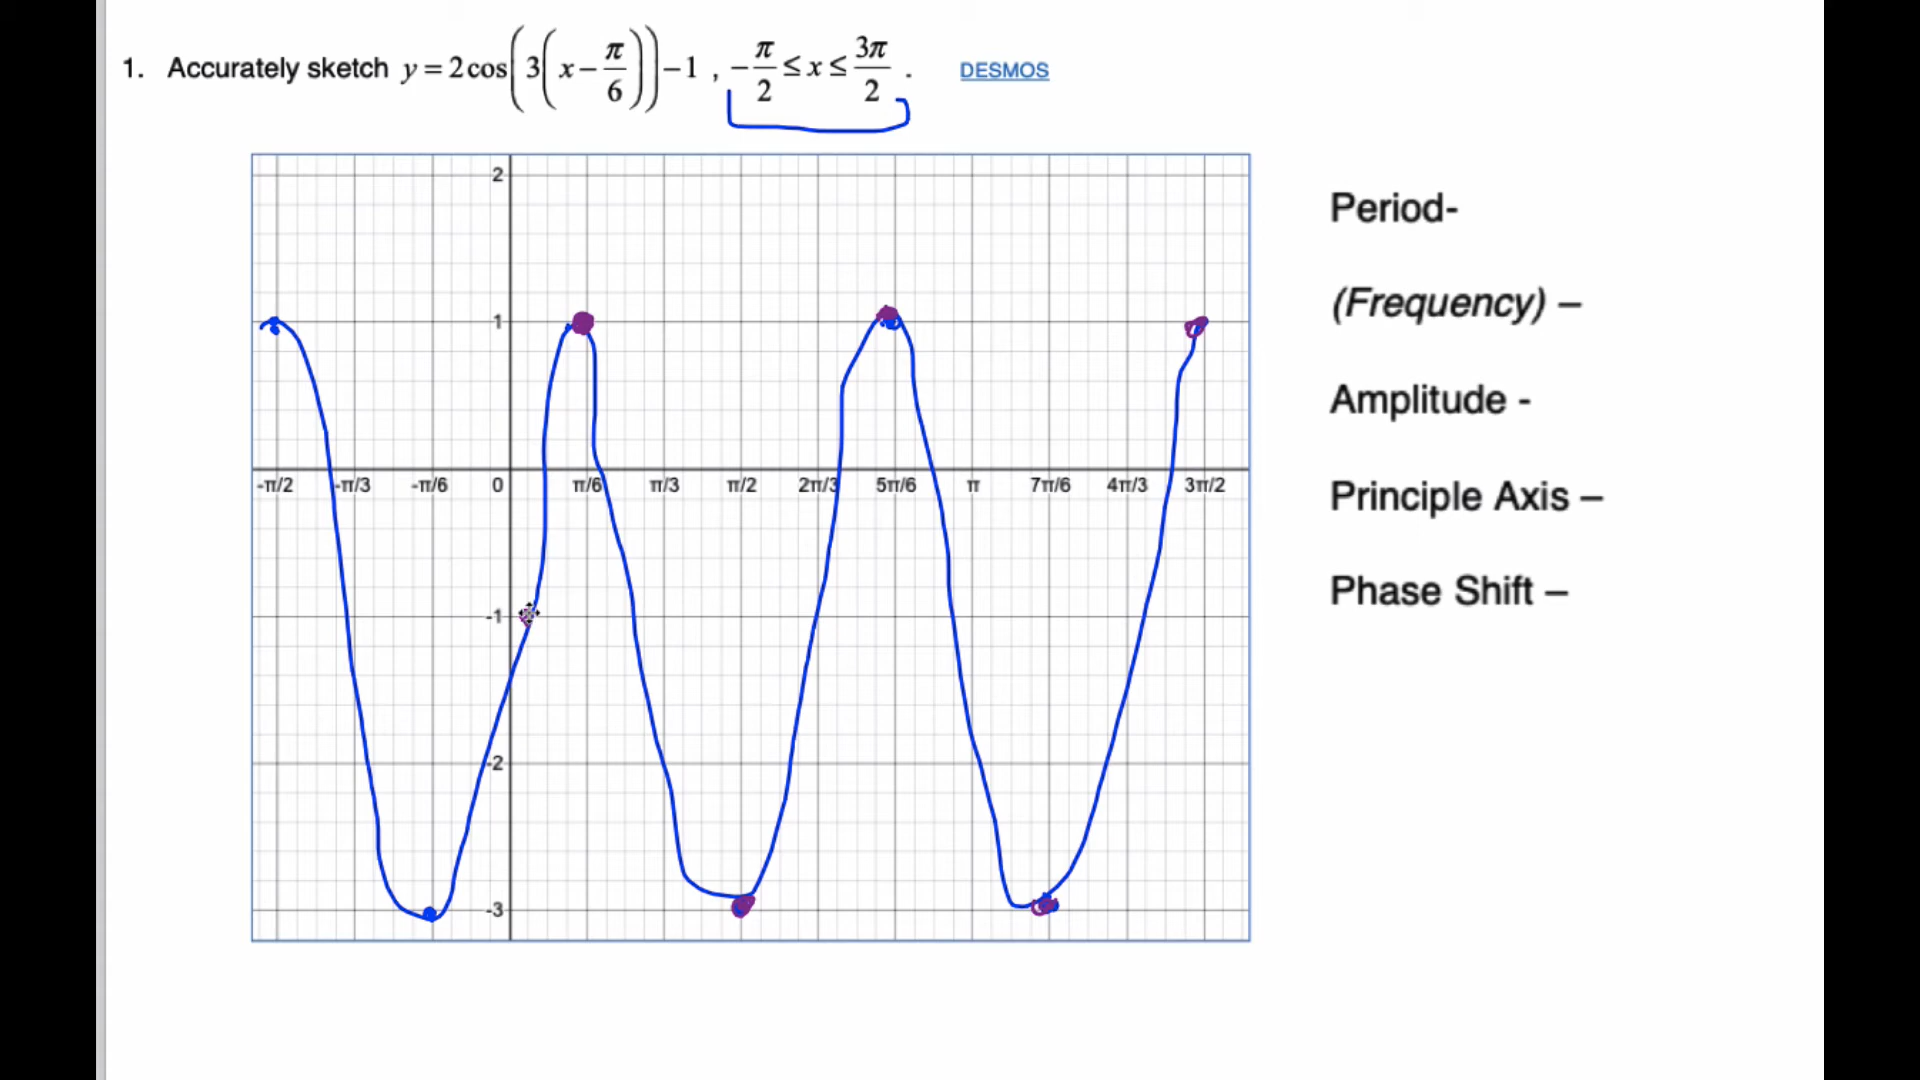 1. Accurately sketch y = 2cos(3(x − π/6)) − 1 , −π/2 ≤ x ≤ 3π/2 . DESMOS
2
Period-
1
(Frequency) –
Amplitude -
-π/2 -π/3 -π/6 0 π/6 π/3 π/2 2π/3 5π/6 π 7π/6 4π/3 3π/2
Principle Axis –
-1
Phase Shift –
-2
-3